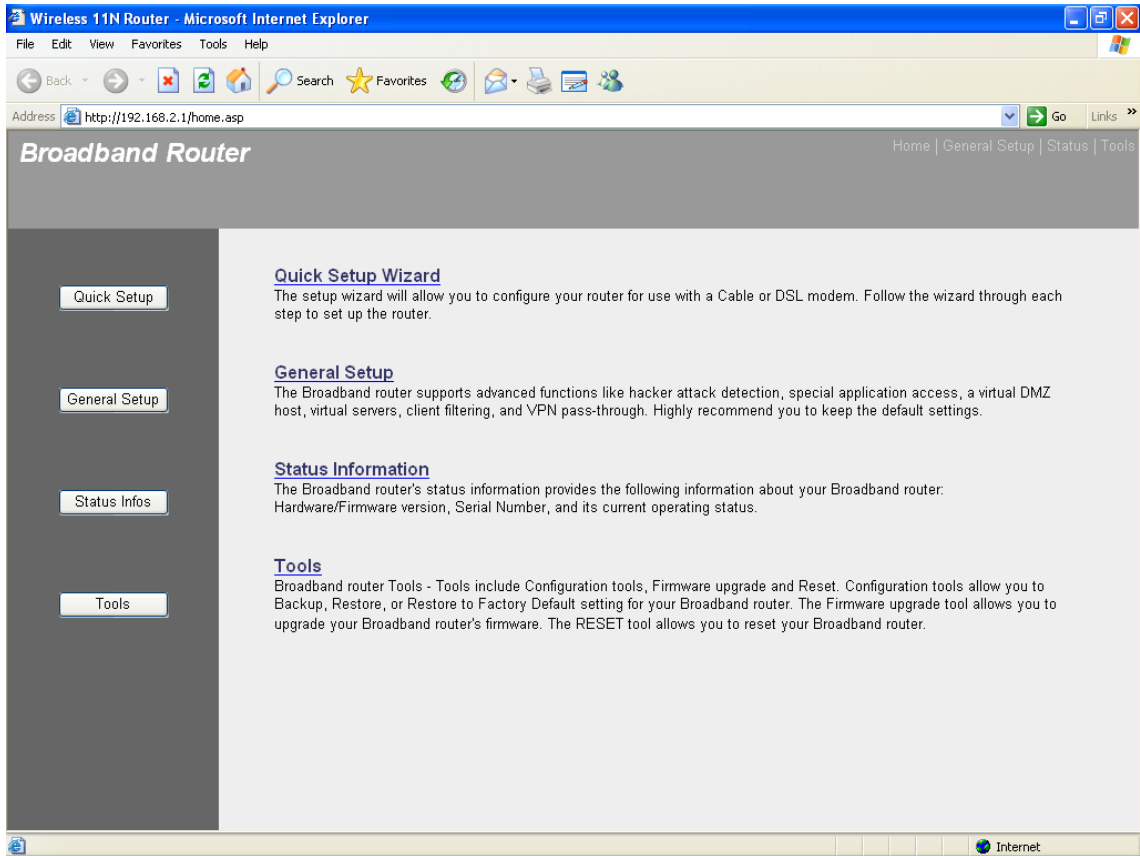 Wireless 11N Router - Microsoft Internet Explorer
File Edit View Favorites Tools Help
Back Search Favorites
Address http://192.168.2.1/home.asp Go Links »
Broadband Router
Home | General Setup | Status | Tools
Quick Setup
Quick Setup Wizard
The setup wizard will allow you to configure your router for use with a Cable or DSL modem. Follow the wizard through each
step to set up the router.
General Setup
General Setup
The Broadband router supports advanced functions like hacker attack detection, special application access, a virtual DMZ
host, virtual servers, client filtering, and VPN pass-through. Highly recommend you to keep the default settings.
Status Infos
Status Information
The Broadband router's status information provides the following information about your Broadband router:
Hardware/Firmware version, Serial Number, and its current operating status.
Tools
Tools
Broadband router Tools - Tools include Configuration tools, Firmware upgrade and Reset. Configuration tools allow you to
Backup, Restore, or Restore to Factory Default setting for your Broadband router. The Firmware upgrade tool allows you to
upgrade your Broadband router's firmware. The RESET tool allows you to reset your Broadband router.
Internet